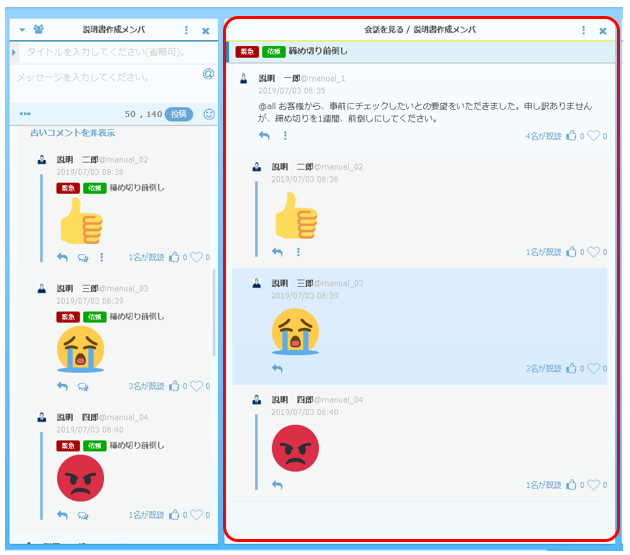 説明書作成メンバ
タイトルを入力してください(省略可)。
メッセージを入力してください。
50 , 140 投稿
古いコメントを非表示
説明　二郎@manual_02
2019/07/03 08:38
緊急 依頼 締め切り前倒し
1名が既読 0 0
説明　三郎@manual_03
2019/07/03 08:39
緊急 依頼 締め切り前倒し
3名が既読 0 0
説明　四郎@manual_04
2019/07/03 08:40
緊急 依頼 締め切り前倒し
1名が既読 0 0
会話を見る / 説明書作成メンバ
緊急 依頼 締め切り前倒し
説明　一郎@manual_1
2019/07/03 08:35
@all お客様から、事前にチェックしたいとの要望をいただきました。申し訳ありません
が、締め切りを1週間、前倒しにしてください。
4名が既読 0 0
説明　二郎@manual_02
2019/07/03 08:38
1名が既読 0 0
説明　三郎@manual_03
2019/07/03 08:39
3名が既読 0 0
説明　四郎@manual_04
2019/07/03 08:40
1名が既読 0 0